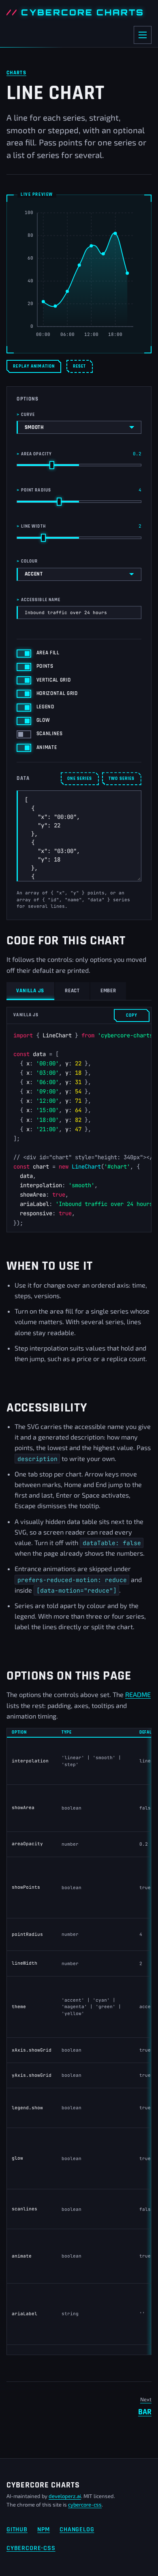 // CYBERCORE CHARTS
CHARTS
LINE CHART
A line for each series, straight,
smooth or stepped, with an optional
area fill. Pass points for one series or
a list of series for several.
LIVE PREVIEW
100
80
60
40
20
0
00:00 06:00 12:00 18:00
REPLAY ANIMATION RESET
OPTIONS
CURVE
SMOOTH
AREA OPACITY 0.2
POINT RADIUS 4
LINE WIDTH 2
COLOUR
ACCENT
ACCESSIBLE NAME
Inbound traffic over 24 hours
AREA FILL
POINTS
VERTICAL GRID
HORIZONTAL GRID
LEGEND
GLOW
SCANLINES
ANIMATE
DATA ONE SERIES TWO SERIES
[
{
"x": "00:00",
"y": 22
},
{
"x": "03:00",
"y": 18
},
{
An array of { "x", "y" } points, or an
array of { "id", "name", "data" } series
for several lines.
CODE FOR THIS CHART
It follows the controls: only options you moved
off their default are printed.
VANILLA JS REACT EMBER
VANILLA JS COPY
import { LineChart } from 'cybercore-charts
const data = [
{ x: '00:00', y: 22 },
{ x: '03:00', y: 18 },
{ x: '06:00', y: 31 },
{ x: '09:00', y: 54 },
{ x: '12:00', y: 71 },
{ x: '15:00', y: 64 },
{ x: '18:00', y: 82 },
{ x: '21:00', y: 47 },
];
// <div id="chart" style="height: 340px"></
const chart = new LineChart('#chart', {
data,
interpolation: 'smooth',
showArea: true,
ariaLabel: 'Inbound traffic over 24 hours
responsive: true,
});
WHEN TO USE IT
Use it for change over an ordered axis: time,
steps, versions.
Turn on the area fill for a single series whose
volume matters. With several series, lines
alone stay readable.
Step interpolation suits values that hold and
then jump, such as a price or a replica count.
ACCESSIBILITY
The SVG carries the accessible name you give
it and a generated description: how many
points, the lowest and the highest value. Pass
description to write your own.
One tab stop per chart. Arrow keys move
between marks, Home and End jump to the
first and last, Enter or Space activates,
Escape dismisses the tooltip.
A visually hidden data table sits next to the
SVG, so a screen reader can read every
value. Turn it off with dataTable: false
when the page already shows the numbers.
Entrance animations are skipped under
prefers-reduced-motion: reduce and
inside [data-motion="reduce"].
Series are told apart by colour and by the
legend. With more than three or four series,
label the lines directly or split the chart.
OPTIONS ON THIS PAGE
The options the controls above set. The README
lists the rest: padding, axes, tooltips and
animation timing.
OPTION TYPE DEFAU
interpolation 'linear' | 'smooth' |
'step' line
showArea boolean fals
areaOpacity number 0.2
showPoints boolean true
pointRadius number 4
lineWidth number 2
theme 'accent' | 'cyan' |
'magenta' | 'green' |
'yellow' acce
xAxis.showGrid boolean true
yAxis.showGrid boolean true
legend.show boolean true
glow boolean true
scanlines boolean fals
animate boolean true
ariaLabel string ''
Next
BAR
CYBERCORE CHARTS
AI-maintained by developerz.ai. MIT licensed.
The chrome of this site is cybercore-css.
GITHUB NPM CHANGELOG
CYBERCORE-CSS